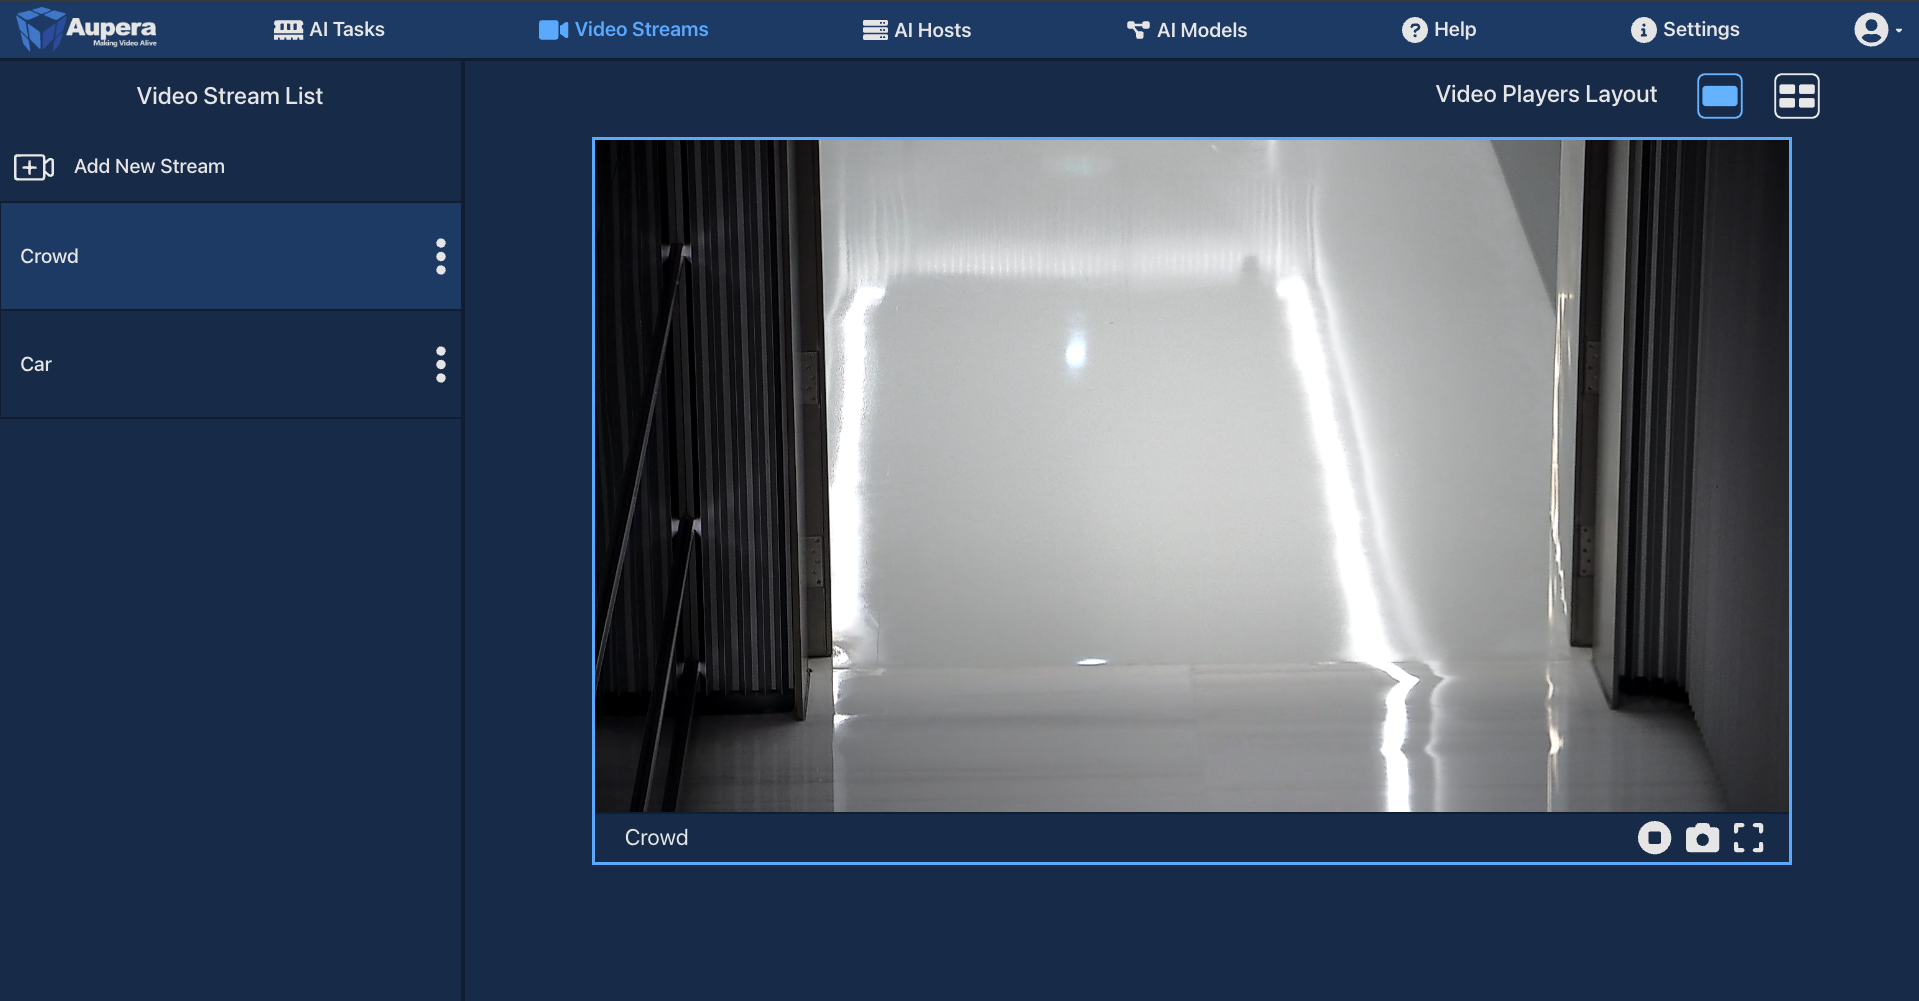 Aupera
Making Video Alive
AI Tasks
Video Streams
AI Hosts
AI Models
Help
Settings
Video Stream List
Add New Stream
Crowd
Car
Video Players Layout
Crowd